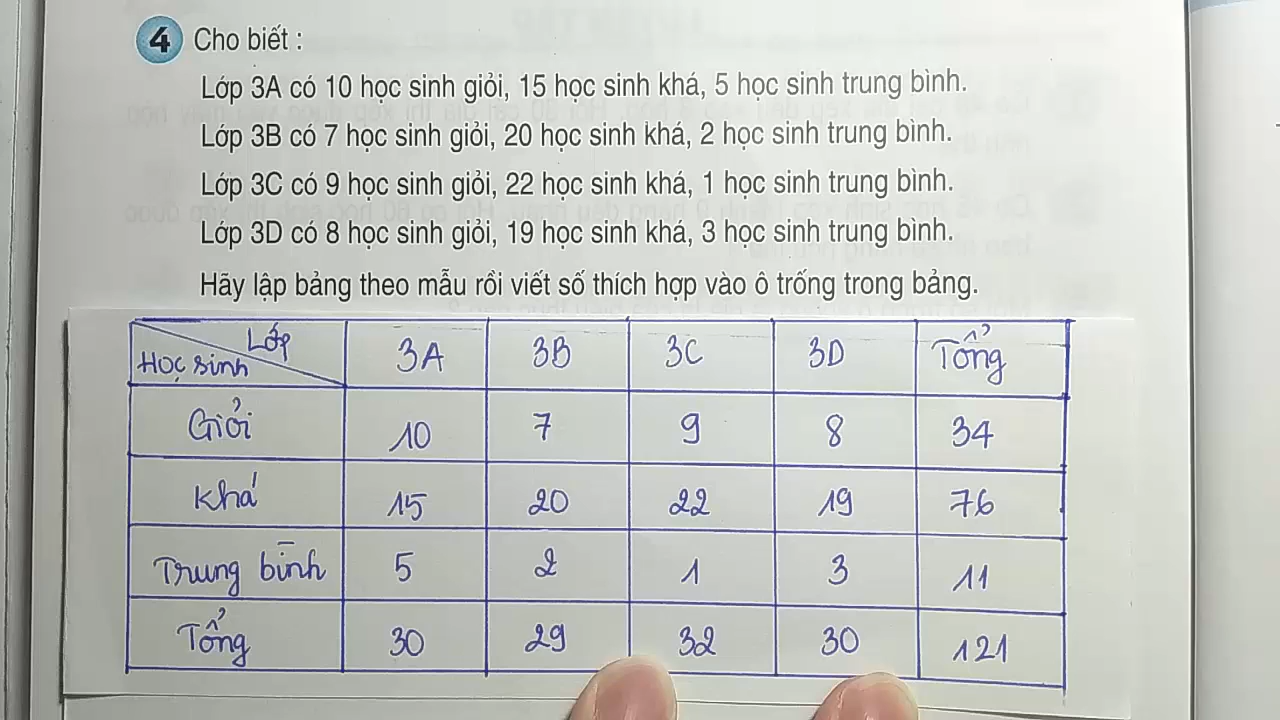 4 Cho biết :
Lớp 3A có 10 học sinh giỏi, 15 học sinh khá, 5 học sinh trung bình.
Lớp 3B có 7 học sinh giỏi, 20 học sinh khá, 2 học sinh trung bình.
Lớp 3C có 9 học sinh giỏi, 22 học sinh khá, 1 học sinh trung bình.
Lớp 3D có 8 học sinh giỏi, 19 học sinh khá, 3 học sinh trung bình.
Hãy lập bảng theo mẫu rồi viết số thích hợp vào ô trống trong bảng.
Lớp
Học sinh 3A 3B 3C 3D Tổng
Giỏi 10 7 9 8 34
Khá 15 20 22 19 76
Trung bình 5 2 1 3 11
Tổng 30 29 32 30 121